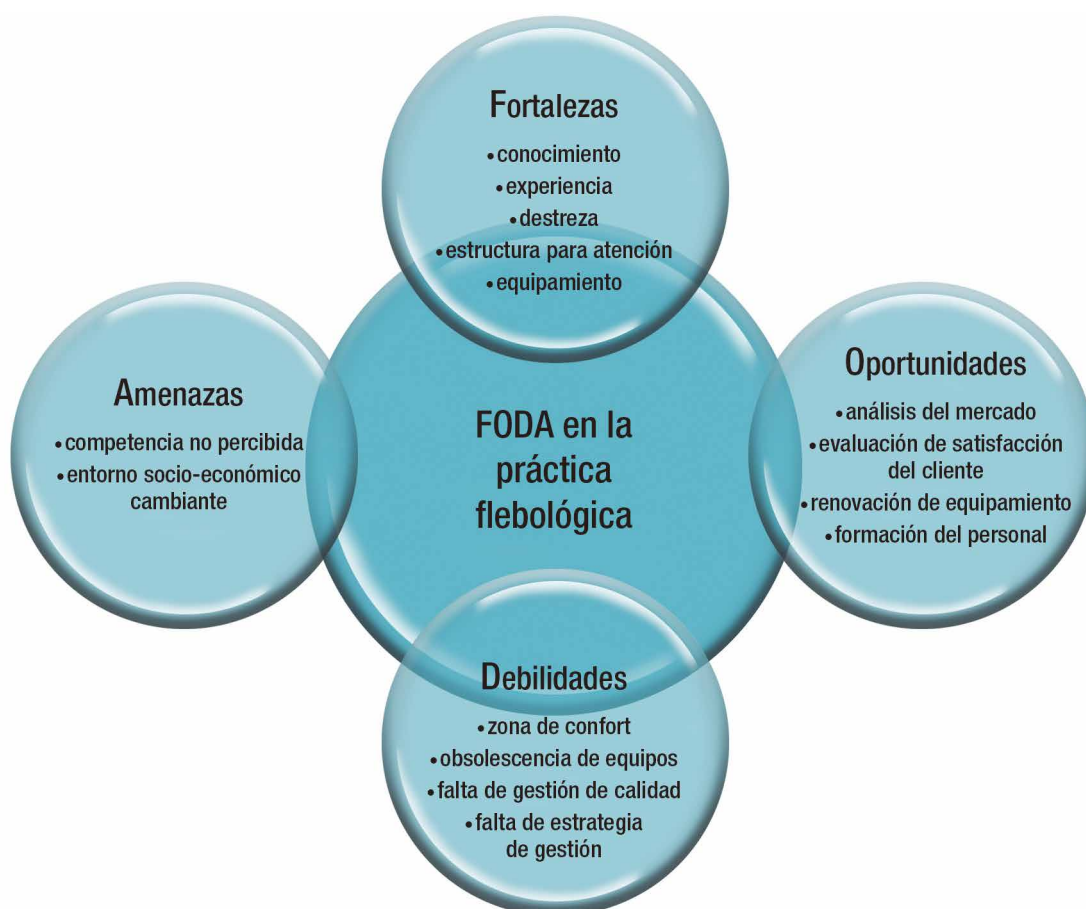 Fortalezas
•conocimiento
•experiencia
•destreza
•estructura para atención
•equipamiento
Amenazas
•competencia no percibida
•entorno socio-económico
cambiante
FODA en la
práctica
flebológica
Oportunidades
•análisis del mercado
•evaluación de satisfacción
del cliente
•renovación de equipamiento
•formación del personal
Debilidades
•zona de confort
•obsolescencia de equipos
•falta de gestión de calidad
•falta de estrategia
de gestión